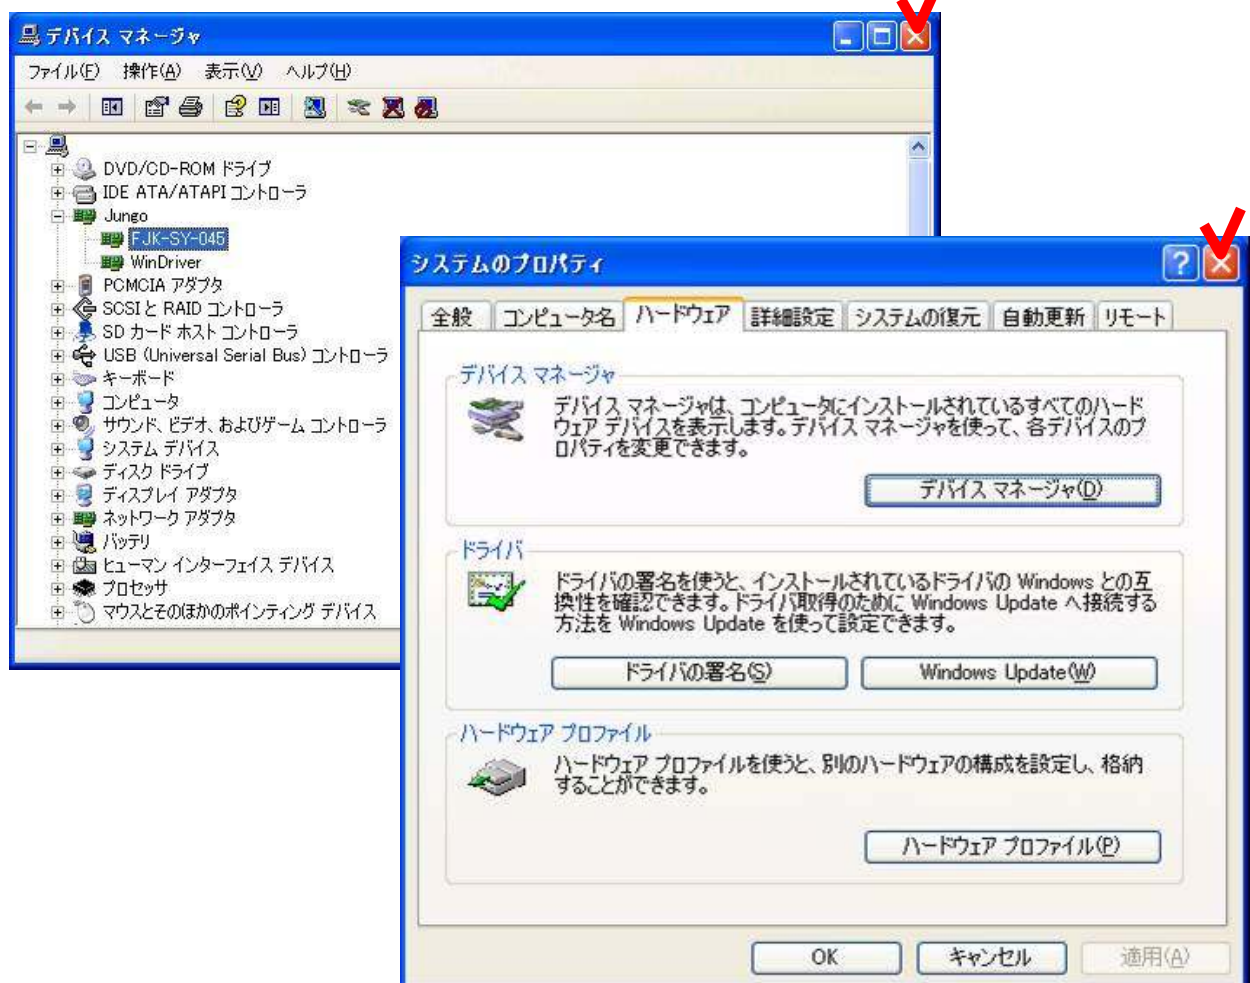 デバイス マネージャ
ファイル(F) 操作(A) 表示(V) ヘルプ(H)
DVD/CD-ROM ドライブ
IDE ATA/ATAPI コントローラ
Jungo
FJK-SY-045
WinDriver
PCMCIA アダプタ
SCSI と RAID コントローラ
SD カード ホスト コントローラ
USB (Universal Serial Bus) コントローラ
キーボード
コンピュータ
サウンド、ビデオ、およびゲーム コントローラ
システム デバイス
ディスク ドライブ
ディスプレイ アダプタ
ネットワーク アダプタ
バッテリ
ヒューマン インターフェイス デバイス
プロセッサ
マウスとそのほかのポインティング デバイス
システムのプロパティ
全般 コンピュータ名 ハードウェア 詳細設定 システムの復元 自動更新 リモート
デバイス マネージャ
デバイス マネージャは、コンピュータにインストールされているすべてのハード
ウェア デバイスを表示します。デバイス マネージャを使って、各デバイスのプ
ロパティを変更できます。
デバイス マネージャ(D)
ドライバ
ドライバの署名を使うと、インストールされているドライバの Windows との互
換性を確認できます。ドライバ取得のために Windows Update へ接続する
方法を Windows Update を使って設定できます。
ドライバの署名(S) Windows Update(W)
ハードウェア プロファイル
ハードウェア プロファイルを使うと、別のハードウェアの構成を設定し、格納
することができます。
ハードウェア プロファイル(P)
OK キャンセル 適用(A)